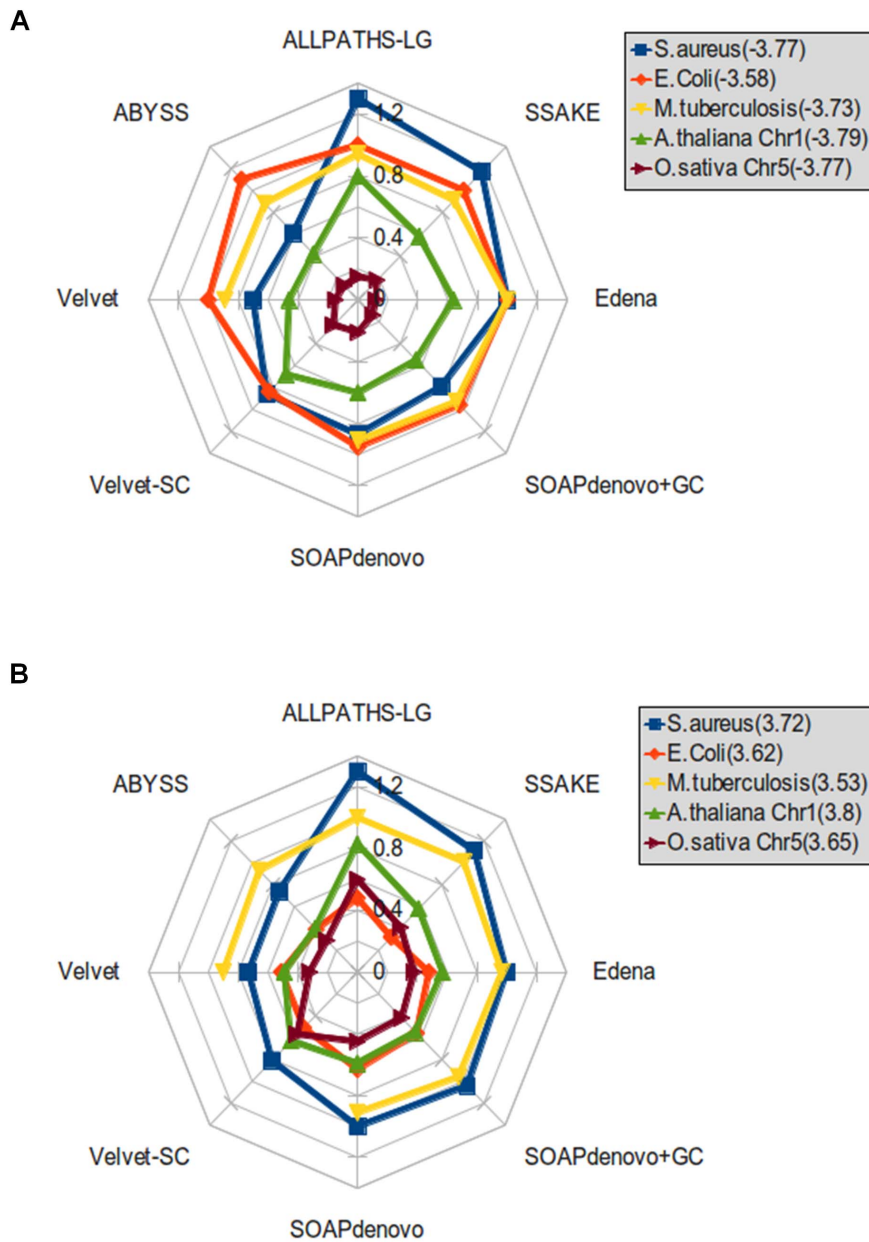 A
ALLPATHS-LG
ABYSS
SSAKE
1.2
0.8
0.4
0
Velvet
Edena
Velvet-SC
SOAPdenovo+GC
SOAPdenovo
S.aureus(-3.77)
E.Coli(-3.58)
M.tuberculosis(-3.73)
A.thaliana Chr1(-3.79)
O.sativa Chr5(-3.77)
B
ALLPATHS-LG
ABYSS
SSAKE
1.2
0.8
0.4
0
Velvet
Edena
Velvet-SC
SOAPdenovo+GC
SOAPdenovo
S.aureus(3.72)
E.Coli(3.62)
M.tuberculosis(3.53)
A.thaliana Chr1(3.8)
O.sativa Chr5(3.65)